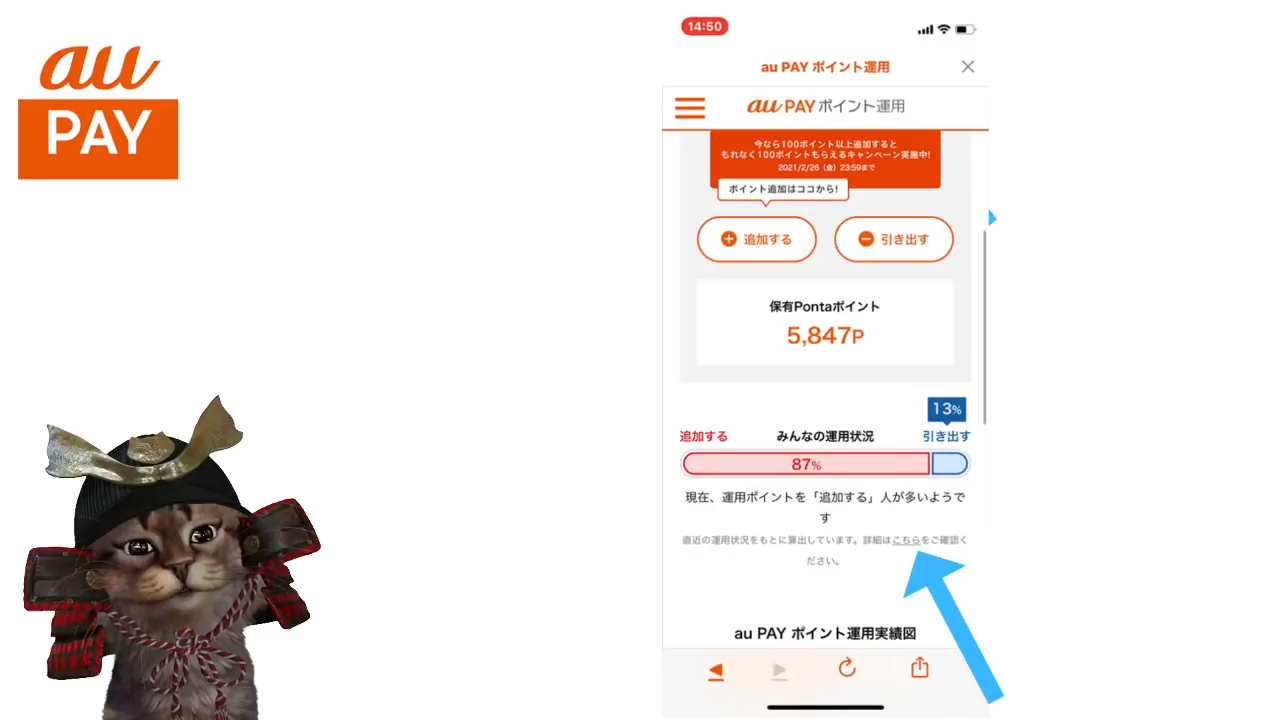 au
PAY
14:50
au PAY ポイント運用
au PAY ポイント運用
今なら100ポイント以上追加すると
もれなく100ポイントもらえるキャンペーン実施中!
2021/2/26（金）23:59まで
ポイント追加はココから!
追加する
引き出す
保有Pontaポイント
5,847P
13%
追加する
みんなの運用状況
引き出す
87%
現在、運用ポイントを「追加する」人が多いようで
す
直近の運用状況をもとに算出しています。詳細はこちらをご確認く
ださい。
au PAY ポイント運用実績図